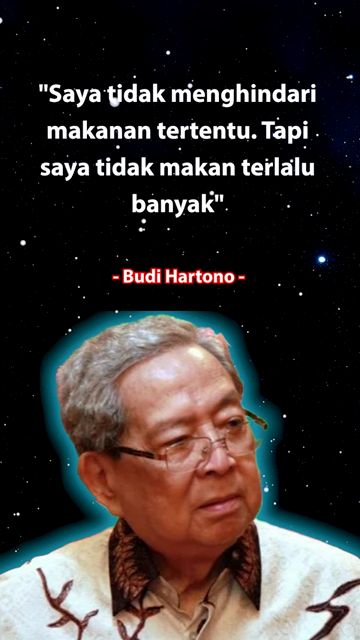 "Saya tidak menghindari
makanan tertentu. Tapi
saya tidak makan terlalu
banyak"
- Budi Hartono -